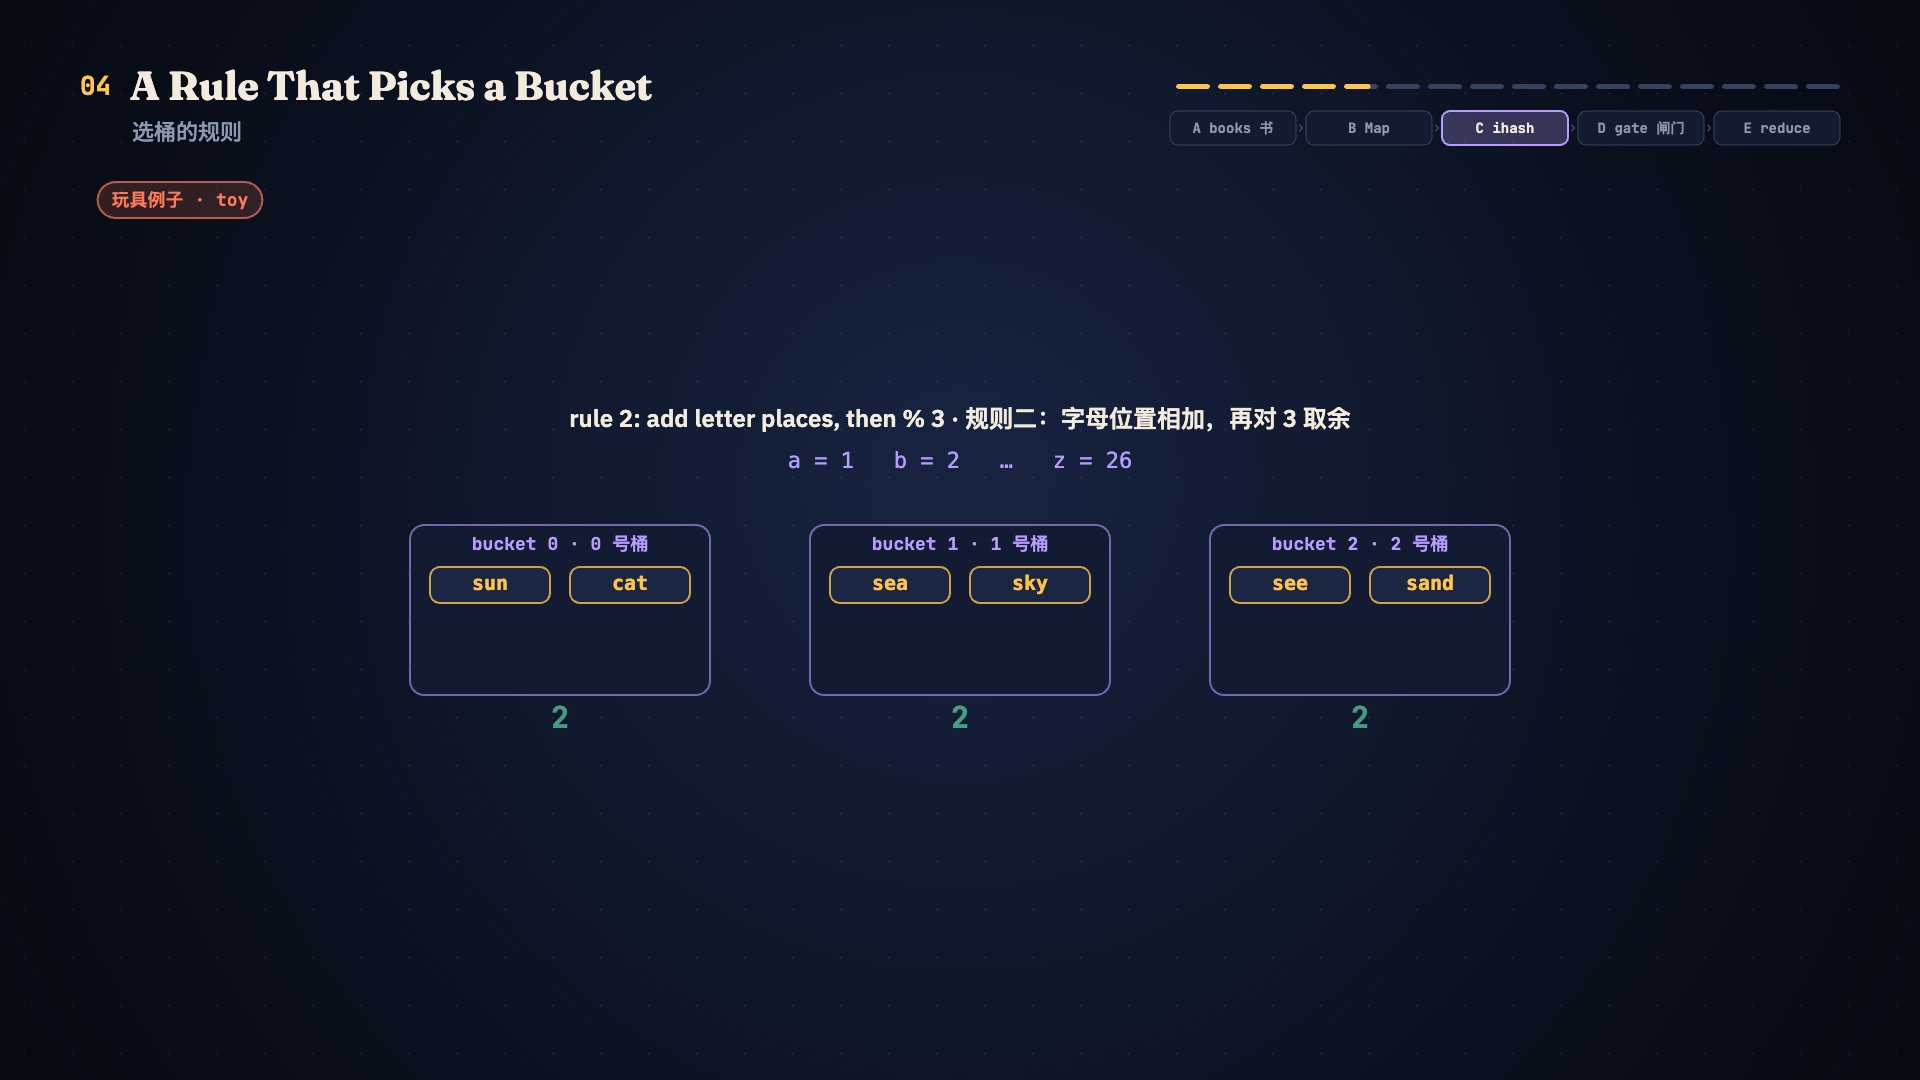 04 A Rule That Picks a Bucket
选桶的规则
A books 书 › B Map › C ihash › D gate 闸门 › E reduce
玩具例子 · toy
rule 2: add letter places, then % 3 · 规则二：字母位置相加，再对 3 取余
a = 1 b = 2 … z = 26
bucket 0 · 0 号桶
sun cat
2
bucket 1 · 1 号桶
sea sky
2
bucket 2 · 2 号桶
see sand
2